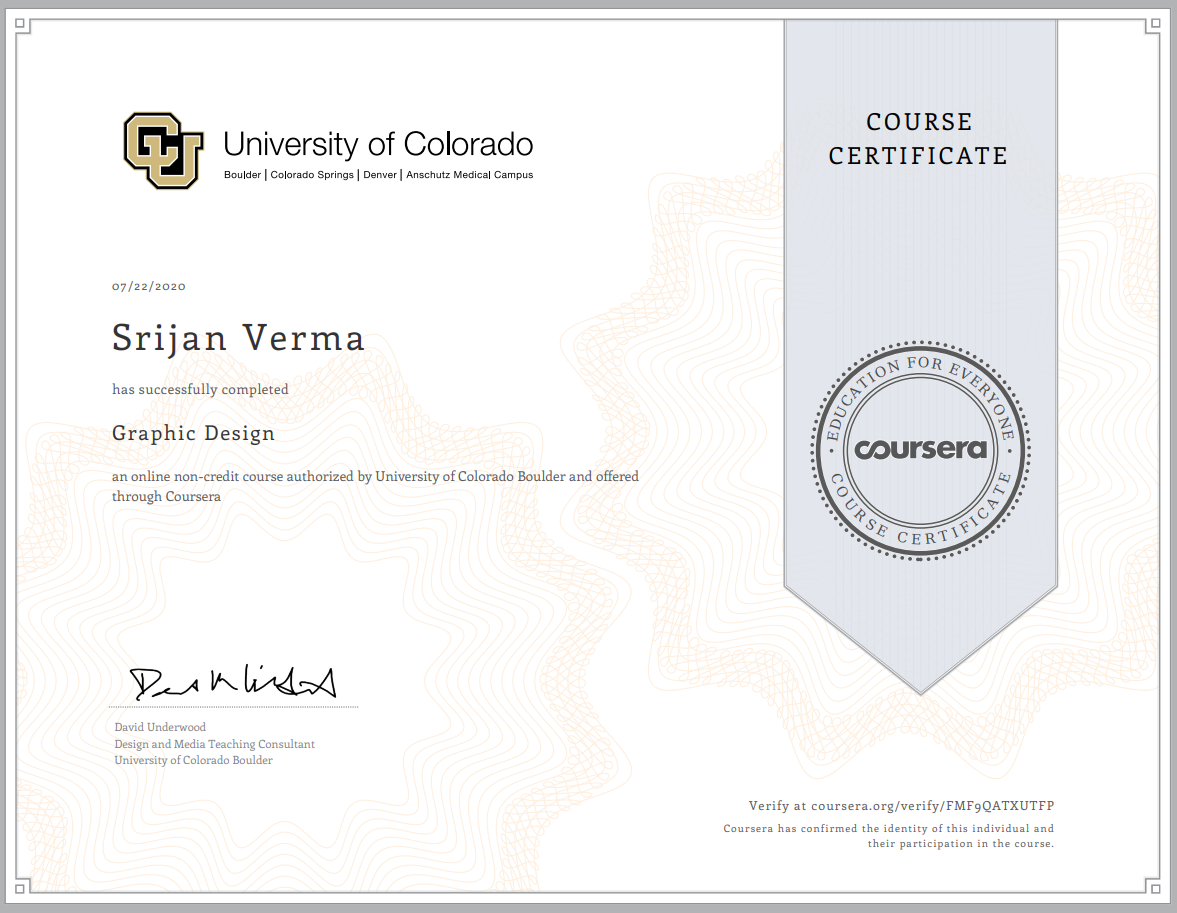 CU
University of Colorado
Boulder | Colorado Springs | Denver | Anschutz Medical Campus
COURSE
CERTIFICATE
07/22/2020
Srijan Verma
has successfully completed
Graphic Design
an online non-credit course authorized by University of Colorado Boulder and offered
through Coursera
EDUCATION FOR EVERYONE
coursera
COURSE CERTIFICATE
David Underwood
Design and Media Teaching Consultant
University of Colorado Boulder
Verify at coursera.org/verify/FMF9QATXUTFP
Coursera has confirmed the identity of this individual and
their participation in the course.